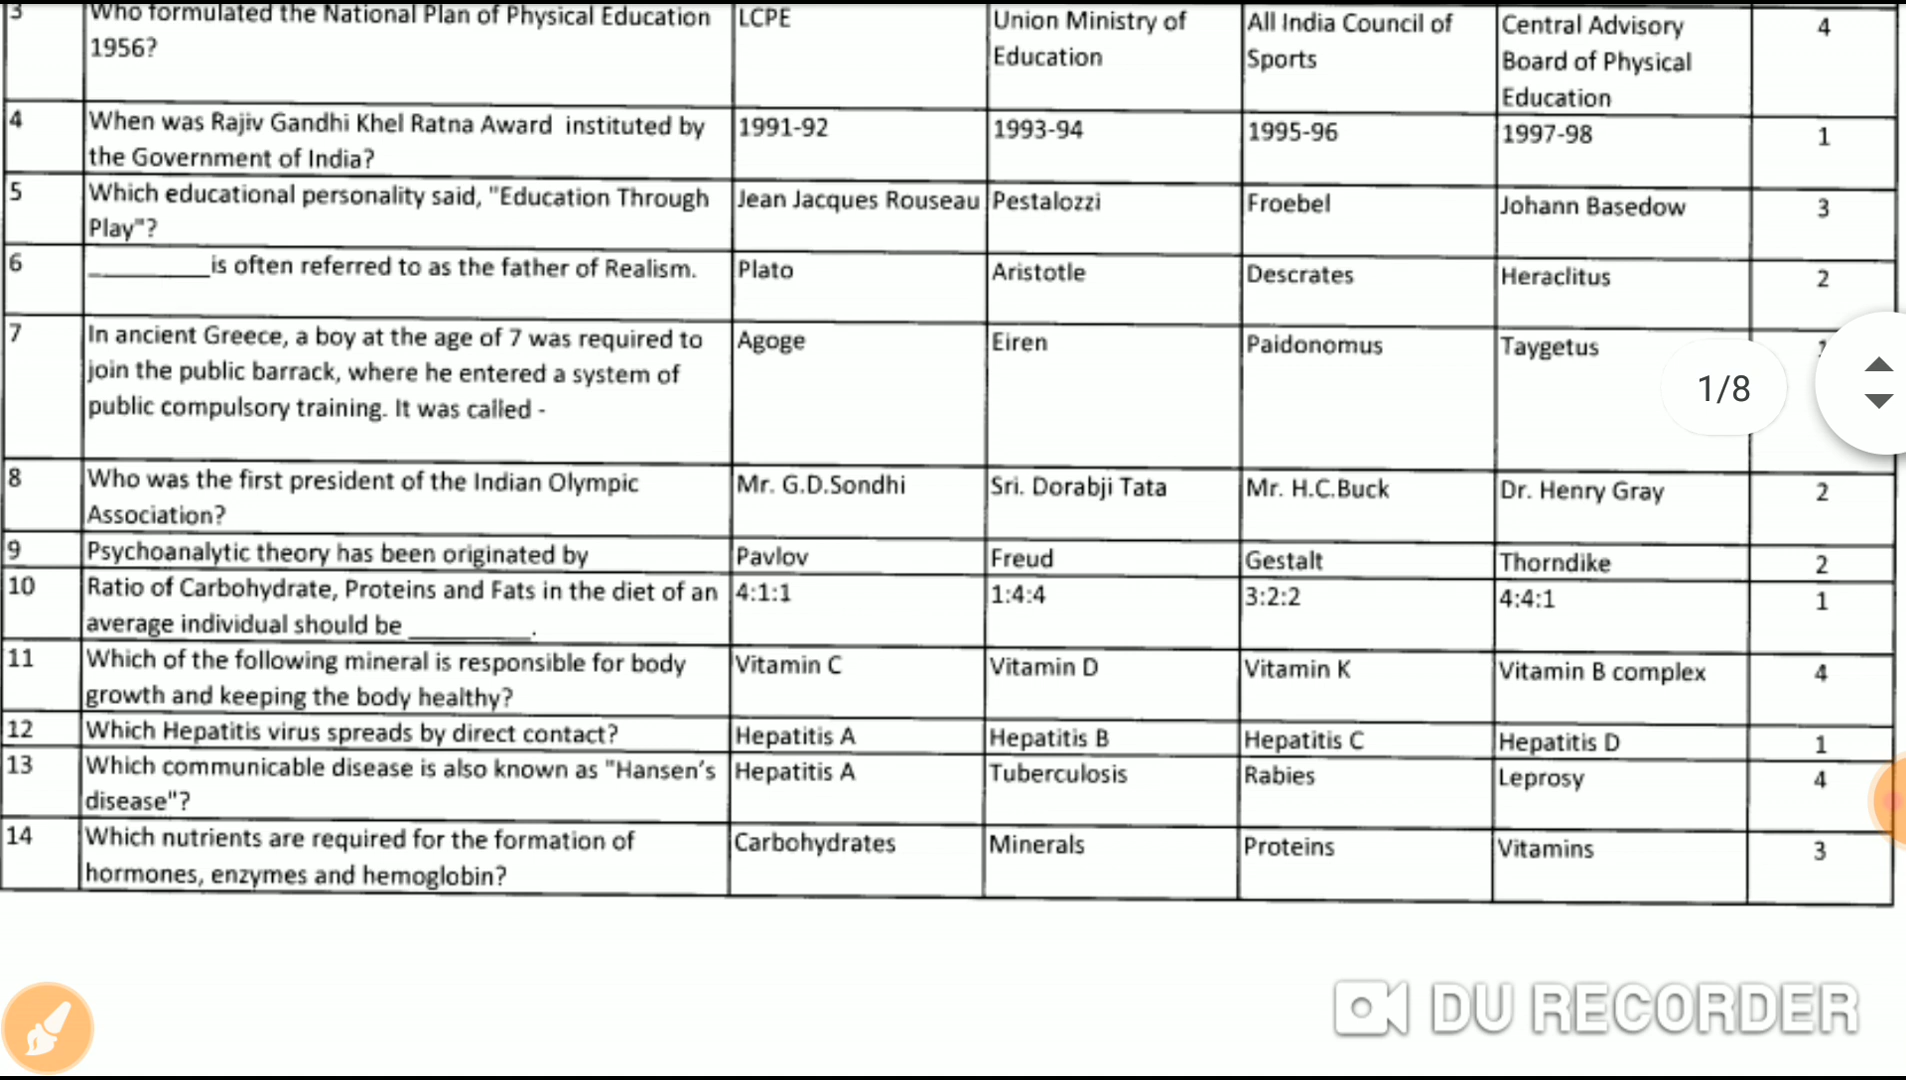 3 Who formulated the National Plan of Physical Education LCPE Union Ministry of All India Council of Central Advisory 4
1956? Education Sports Board of Physical
Education
4 When was Rajiv Gandhi Khel Ratna Award instituted by 1991-92 1993-94 1995-96 1997-98 1
the Government of India?
5 Which educational personality said, "Education Through Jean Jacques Rouseau Pestalozzi Froebel Johann Basedow 3
Play"?
6 _________is often referred to as the father of Realism. Plato Aristotle Descrates Heraclitus 2
7 In ancient Greece, a boy at the age of 7 was required to Agoge Eiren Paidonomus Taygetus
join the public barrack, where he entered a system of
1/8
public compulsory training. It was called -
8 Who was the first president of the Indian Olympic Mr. G.D.Sondhi Sri. Dorabji Tata Mr. H.C.Buck Dr. Henry Gray 2
Association?
9 Psychoanalytic theory has been originated by Pavlov Freud Gestalt Thorndike 2
10 Ratio of Carbohydrate, Proteins and Fats in the diet of an 4:1:1 1:4:4 3:2:2 4:4:1 1
average individual should be _________.
11 Which of the following mineral is responsible for body Vitamin C Vitamin D Vitamin K Vitamin B complex 4
growth and keeping the body healthy?
12 Which Hepatitis virus spreads by direct contact? Hepatitis A Hepatitis B Hepatitis C Hepatitis D 1
13 Which communicable disease is also known as "Hansen's Hepatitis A Tuberculosis Rabies Leprosy 4
disease"?
14 Which nutrients are required for the formation of Carbohydrates Minerals Proteins Vitamins 3
hormones, enzymes and hemoglobin?
DU RECORDER